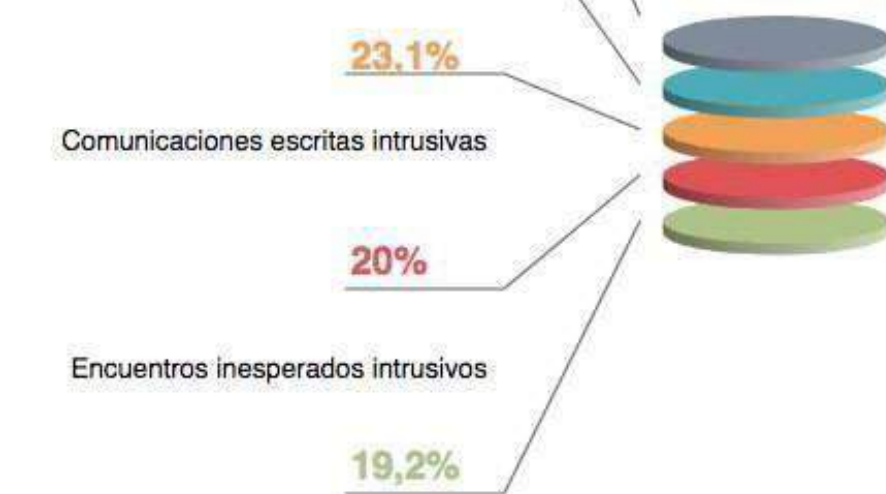 23,1%
Comunicaciones escritas intrusivas
20%
Encuentros inesperados intrusivos
19,2%